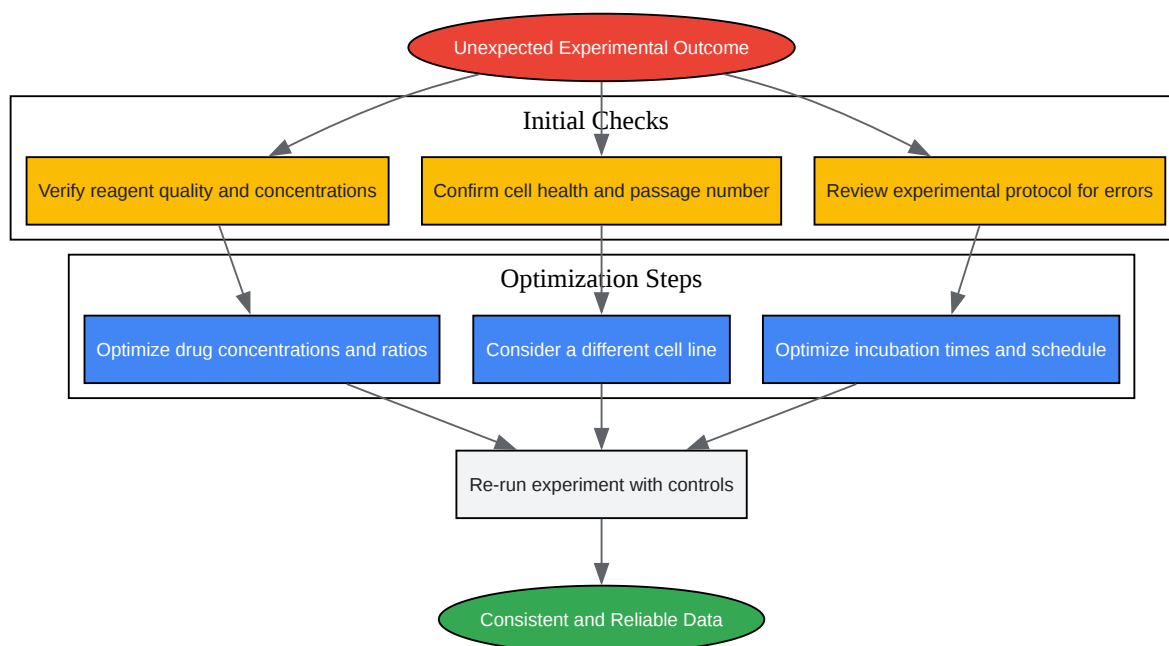 Unexpected Experimental Outcome
Initial Checks
Verify reagent quality and concentrations
Confirm cell health and passage number
Review experimental protocol for errors
Optimization Steps
Optimize drug concentrations and ratios
Consider a different cell line
Optimize incubation times and schedule
Re-run experiment with controls
Consistent and Reliable Data